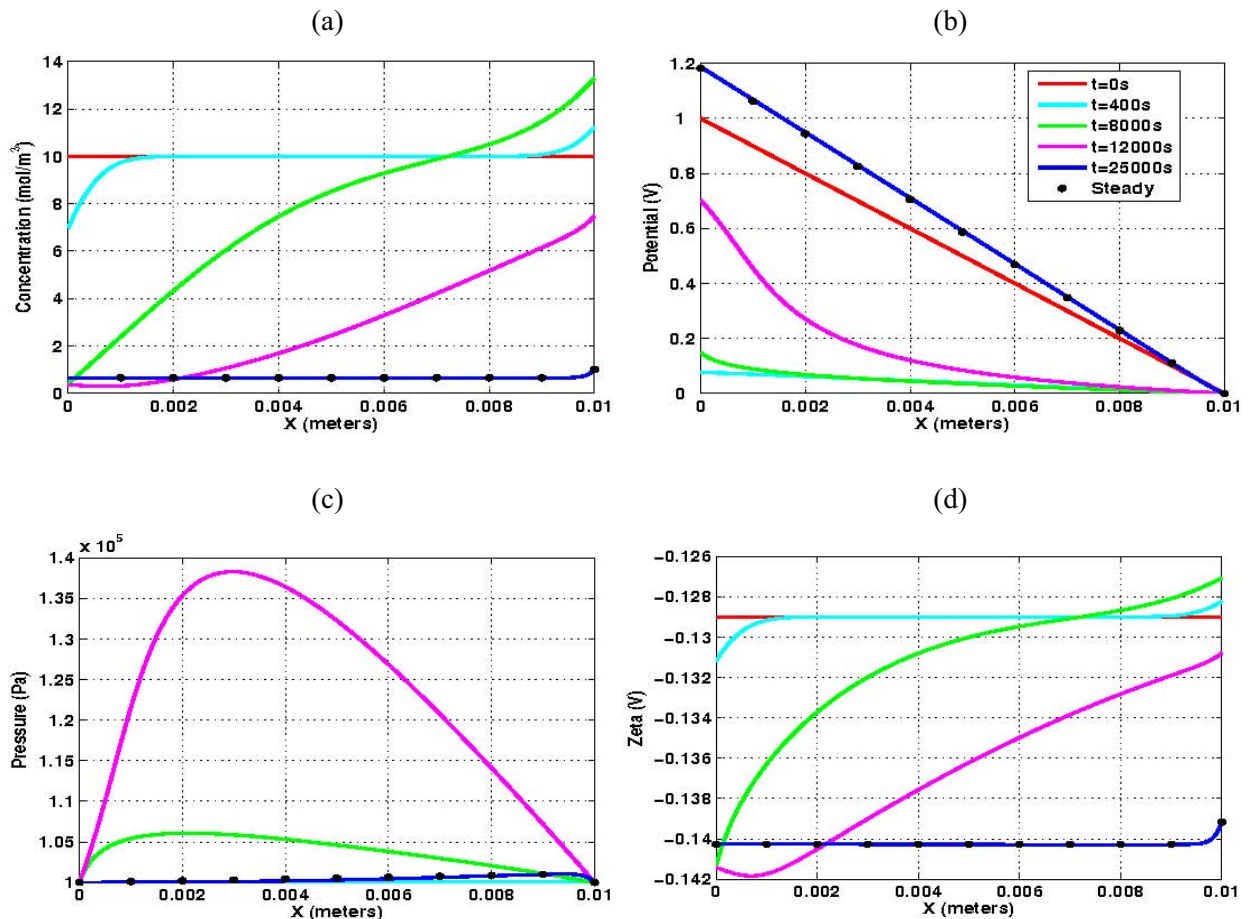 (a)
14
12
10
8
6
4
2
0
0 0.002 0.004 0.006 0.008 0.01
Concentration (mol/m³)
X (meters)
(b)
1.2
1
0.8
0.6
0.4
0.2
0
0 0.002 0.004 0.006 0.008 0.01
Potential (V)
X (meters)
t=0s
t=400s
t=8000s
t=12000s
t=25000s
Steady
(c)
x 10⁵
1.4
1.35
1.3
1.25
1.2
1.15
1.1
1.05
1
0 0.002 0.004 0.006 0.008 0.01
Pressure (Pa)
X (meters)
(d)
−0.126
−0.128
−0.13
−0.132
−0.134
−0.136
−0.138
−0.14
−0.142
0 0.002 0.004 0.006 0.008 0.01
Zeta (V)
X (meters)